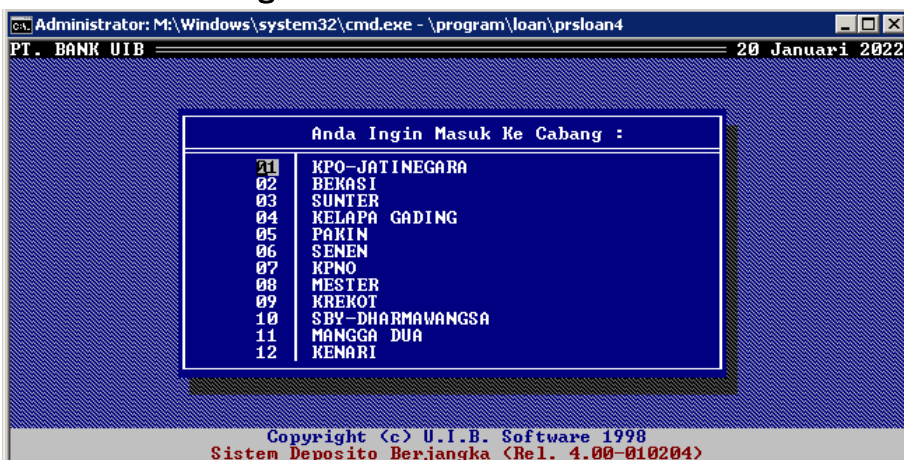 Administrator: M:\Windows\system32\cmd.exe - \program\loan\prsloan4
PT. BANK UIB 20 Januari 2022
Anda Ingin Masuk Ke Cabang :
01 KPO-JATINEGARA
02 BEKASI
03 SUNTER
04 KELAPA GADING
05 PAKIN
06 SENEN
07 KPNO
08 MESTER
09 KREKOT
10 SBY-DHARMAWANGSA
11 MANGGA DUA
12 KENARI
Copyright (c) U.I.B. Software 1998
Sistem Deposito Berjangka (Rel. 4.00-010204)